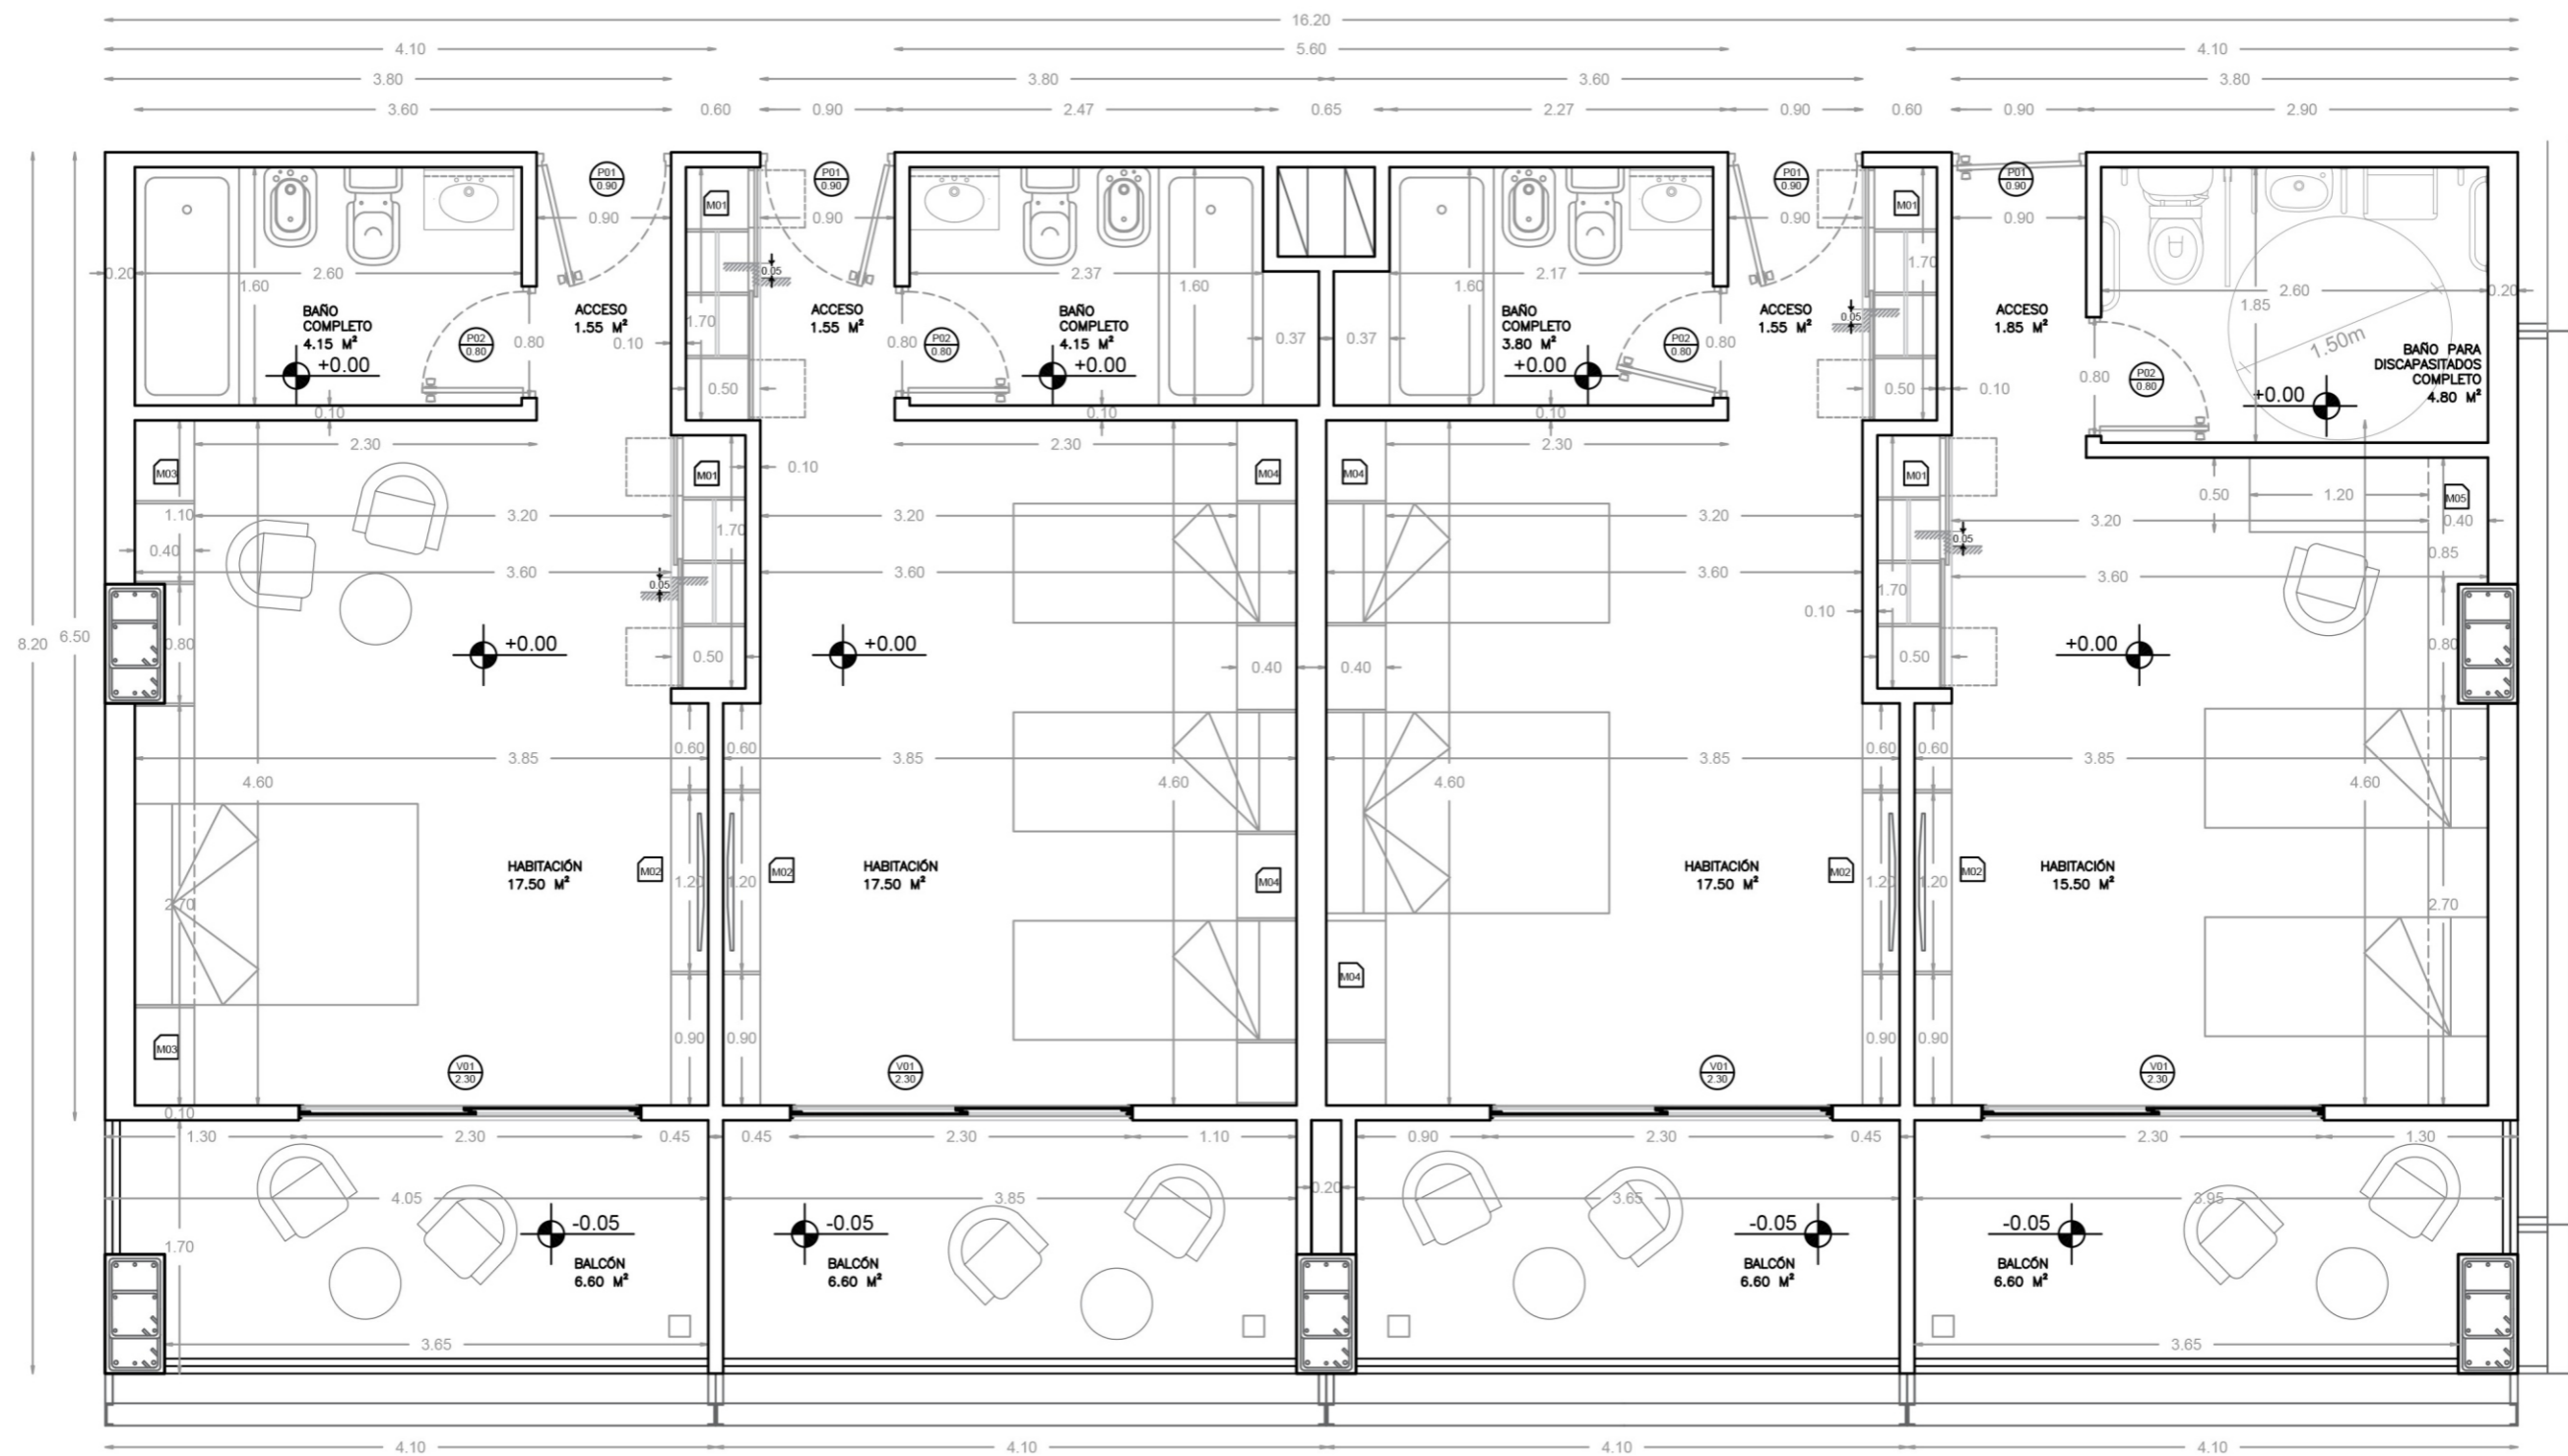 16.20
4.10 5.60 4.10
3.80 3.80 3.60 3.80
3.60 0.60 0.90 2.47 0.65 2.27 0.90 0.60 0.90 2.90
P01 P01 P01 P01
0.90 0.90 0.90 0.90
M01 M01
0.90 0.90 0.90 0.90
0.20 2.60 0.05 2.37 2.17 1.70 2.60 0.20
1.60 1.60 1.60 1.85
BAÑO
COMPLETO
4.15 M²
ACCESO
1.55 M²
ACCESO
1.55 M²
BAÑO
COMPLETO
4.15 M²
BAÑO
COMPLETO
3.80 M²
ACCESO
1.55 M²
ACCESO
1.85 M²
1.70 0.05
P02
0.80
0.80 0.10 0.80
P02
0.80
0.37 0.37
P02
0.80
0.80
1.50m
BAÑO PARA
DISCAPASITADOS
COMPLETO
4.80 M²
0.80
P02
0.80
+0.00 +0.00 +0.00 +0.00
0.50 0.50 0.10
0.10 0.10 0.10
2.30 2.30 2.30
M03 M01 0.10 M04 M04 M01
0.50 1.20 M05
1.10 3.20 3.20 3.20 3.20 0.40
1.70
0.40 0.05 0.85
3.60 3.60 3.60 3.60
0.05 1.70
0.10
8.20 6.50 0.80 +0.00 +0.00 +0.00 0.80
0.50 0.40 0.40 0.50
0.60 0.60 0.60 0.60
3.85 3.85 3.85 3.85
4.60 4.60 4.60 4.60
HABITACIÓN
17.50 M²
M02 M02
HABITACIÓN
17.50 M²
M04
HABITACIÓN
17.50 M²
M02 M02
HABITACIÓN
15.50 M²
1.20 1.20 1.20 1.20
2.70 2.70
M04
M03 0.90 0.90 0.90 0.90
V01 V01 V01 V01
2.30 2.30 2.30 2.30
0.10
1.30 2.30 0.45 0.45 2.30 1.10 0.90 2.30 0.45 2.30 1.30
4.05 3.85 0.20 3.65 3.95
-0.05 -0.05 -0.05 -0.05
1.70
BALCÓN
6.60 M²
BALCÓN
6.60 M²
BALCÓN
6.60 M²
BALCÓN
6.60 M²
3.65 3.65
4.10 4.10 4.10 4.10